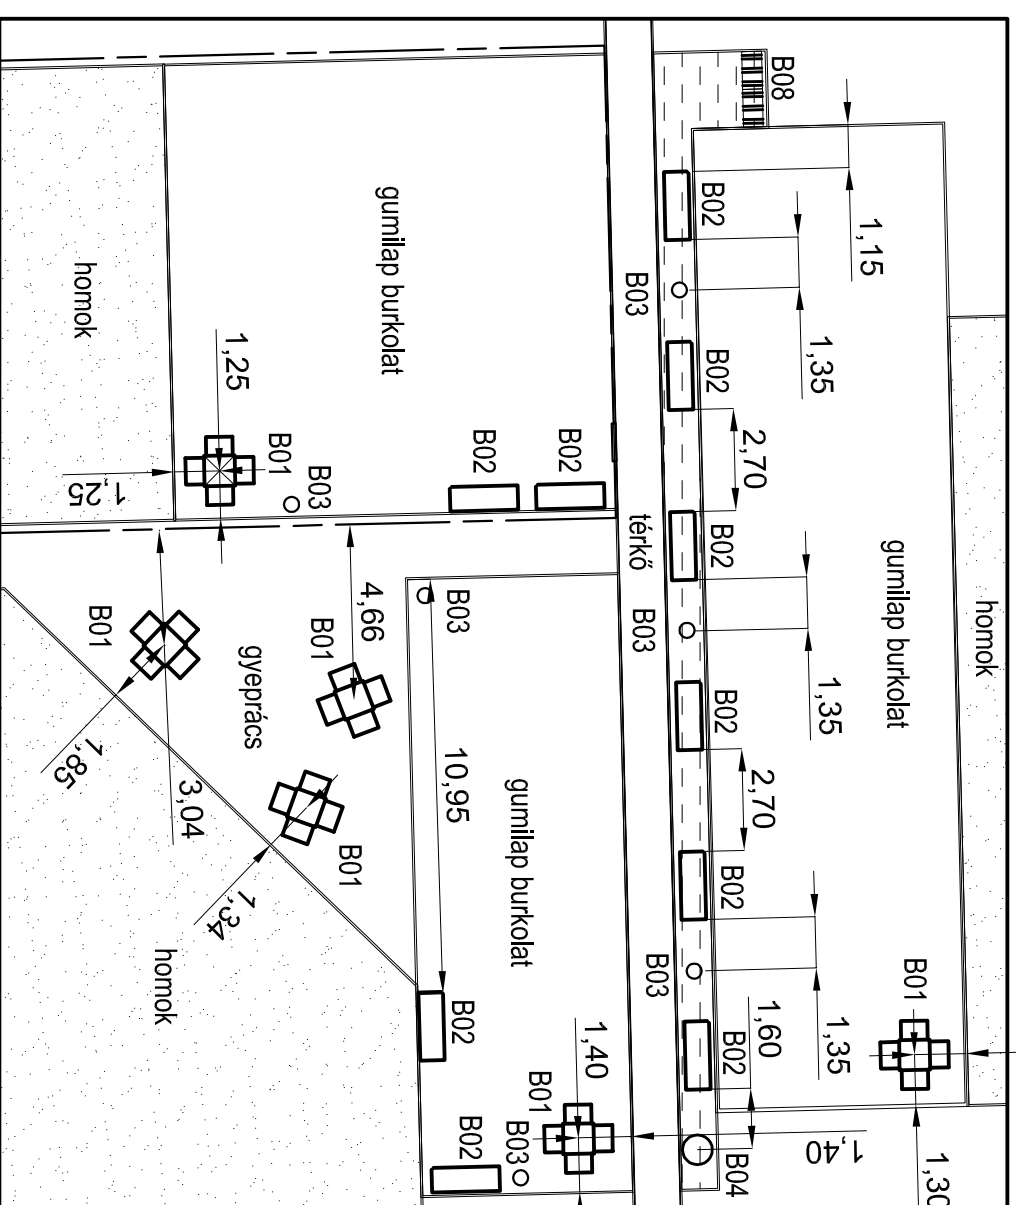 B08
B02
1,15
B03
1,35
gumilap burkolat
homok
1,25
B02
2,70
B01
B03
B02
B02
1,25
térkő
B02
gumilap burkolat
homok
B01
B01
4,66
B03
B03
1,35
gyeprács
B02
1,85
3,04
10,95
gumilap burkolat
2,70
B01
1,34
B02
homok
B03
B01
B02
1,40
B02
1,60
1,35
B01
B02
B03
1,40
B04
1,30